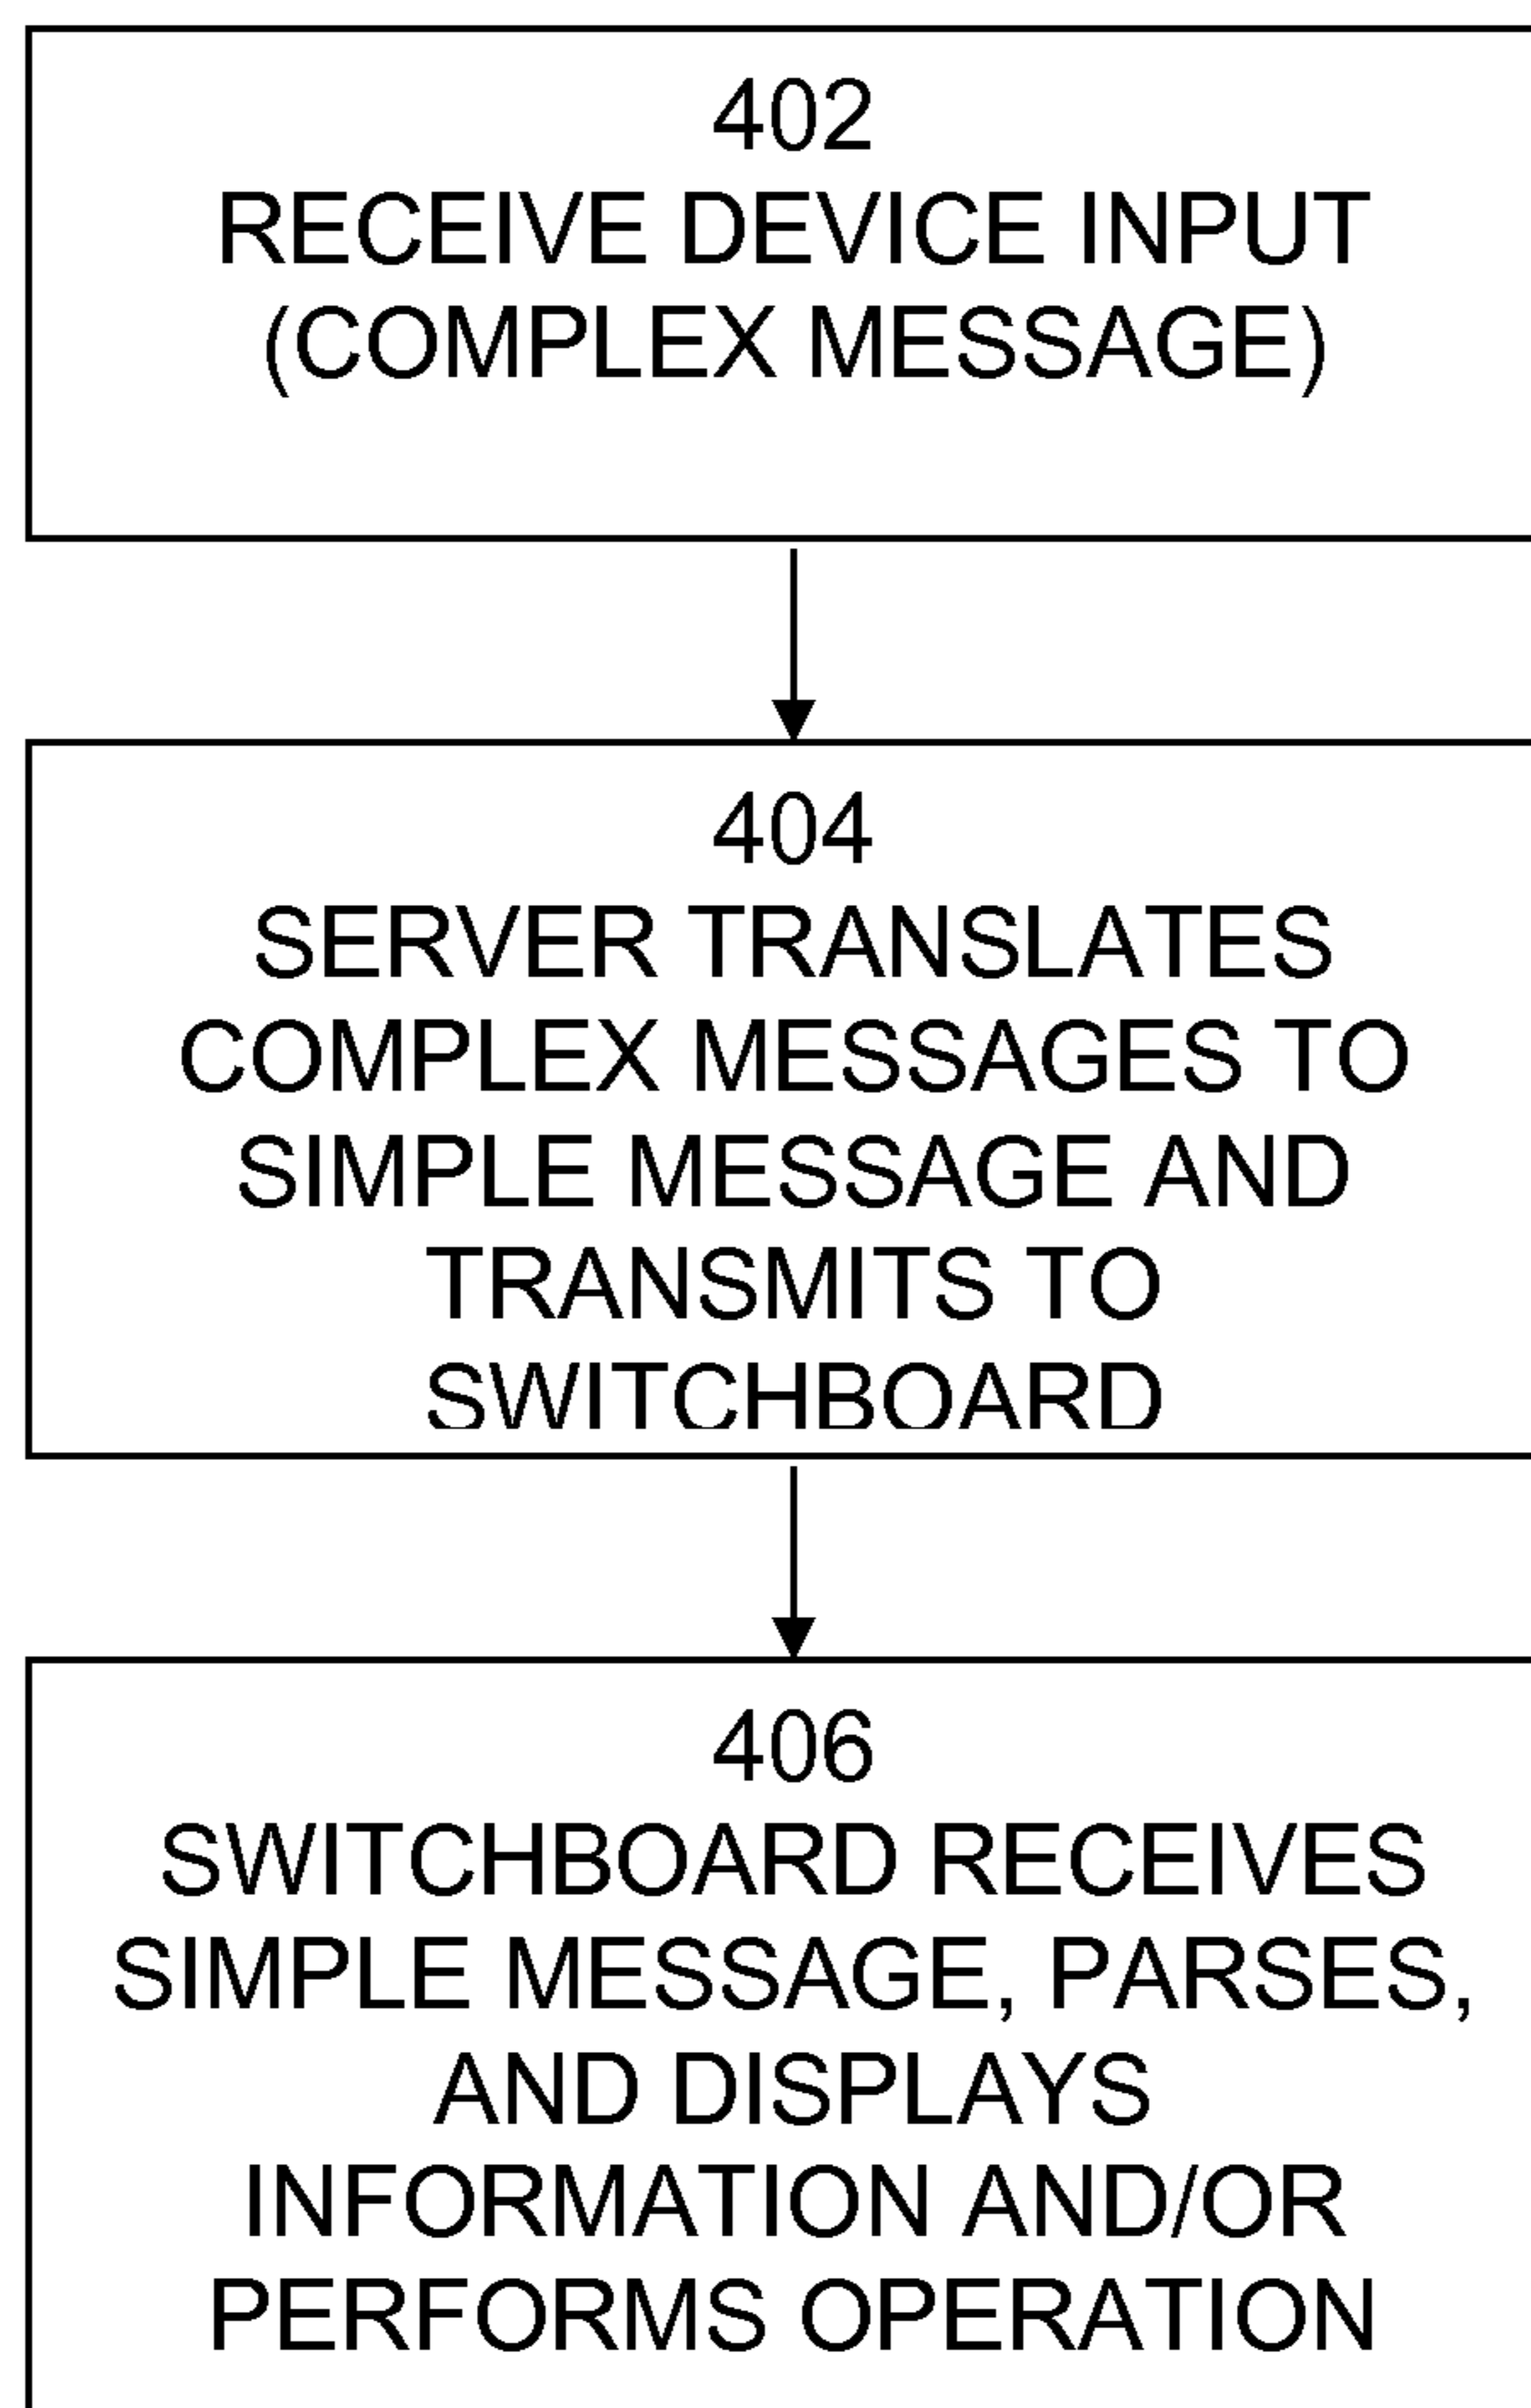 402
RECEIVE DEVICE INPUT
(COMPLEX MESSAGE)
404
SERVER TRANSLATES
COMPLEX MESSAGES TO
SIMPLE MESSAGE AND
TRANSMITS TO
SWITCHBOARD
406
SWITCHBOARD RECEIVES
SIMPLE MESSAGE, PARSES,
AND DISPLAYS
INFORMATION AND/OR
PERFORMS OPERATION